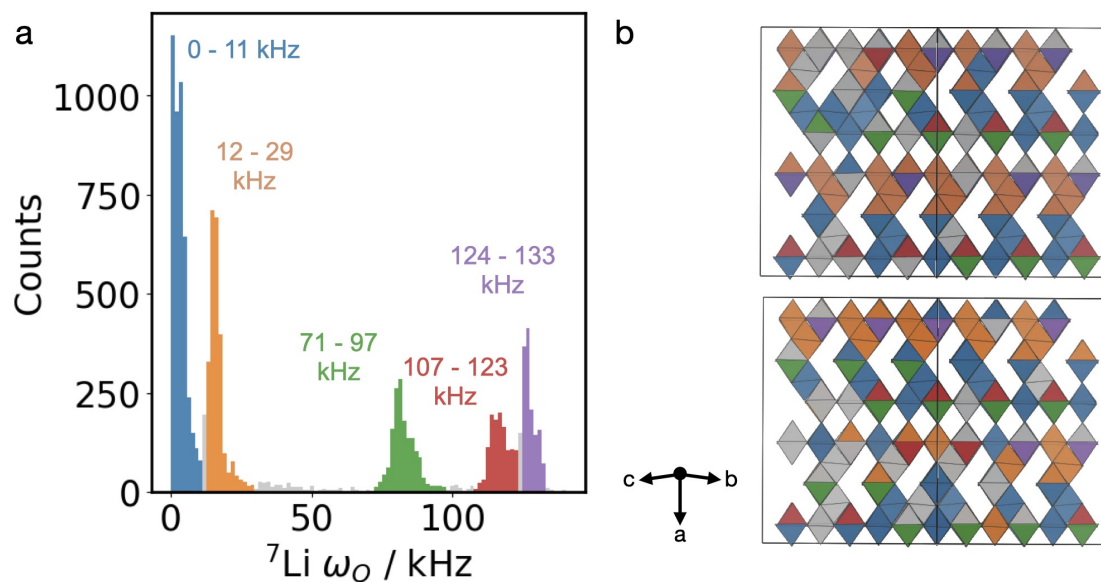 a
b
0 - 11 kHz
12 - 29
kHz
124 - 133
kHz
71 - 97
kHz
107 - 123
kHz
Counts
1000
750
500
250
0
0
50
100
⁷Li ω_Q / kHz
c
b
a